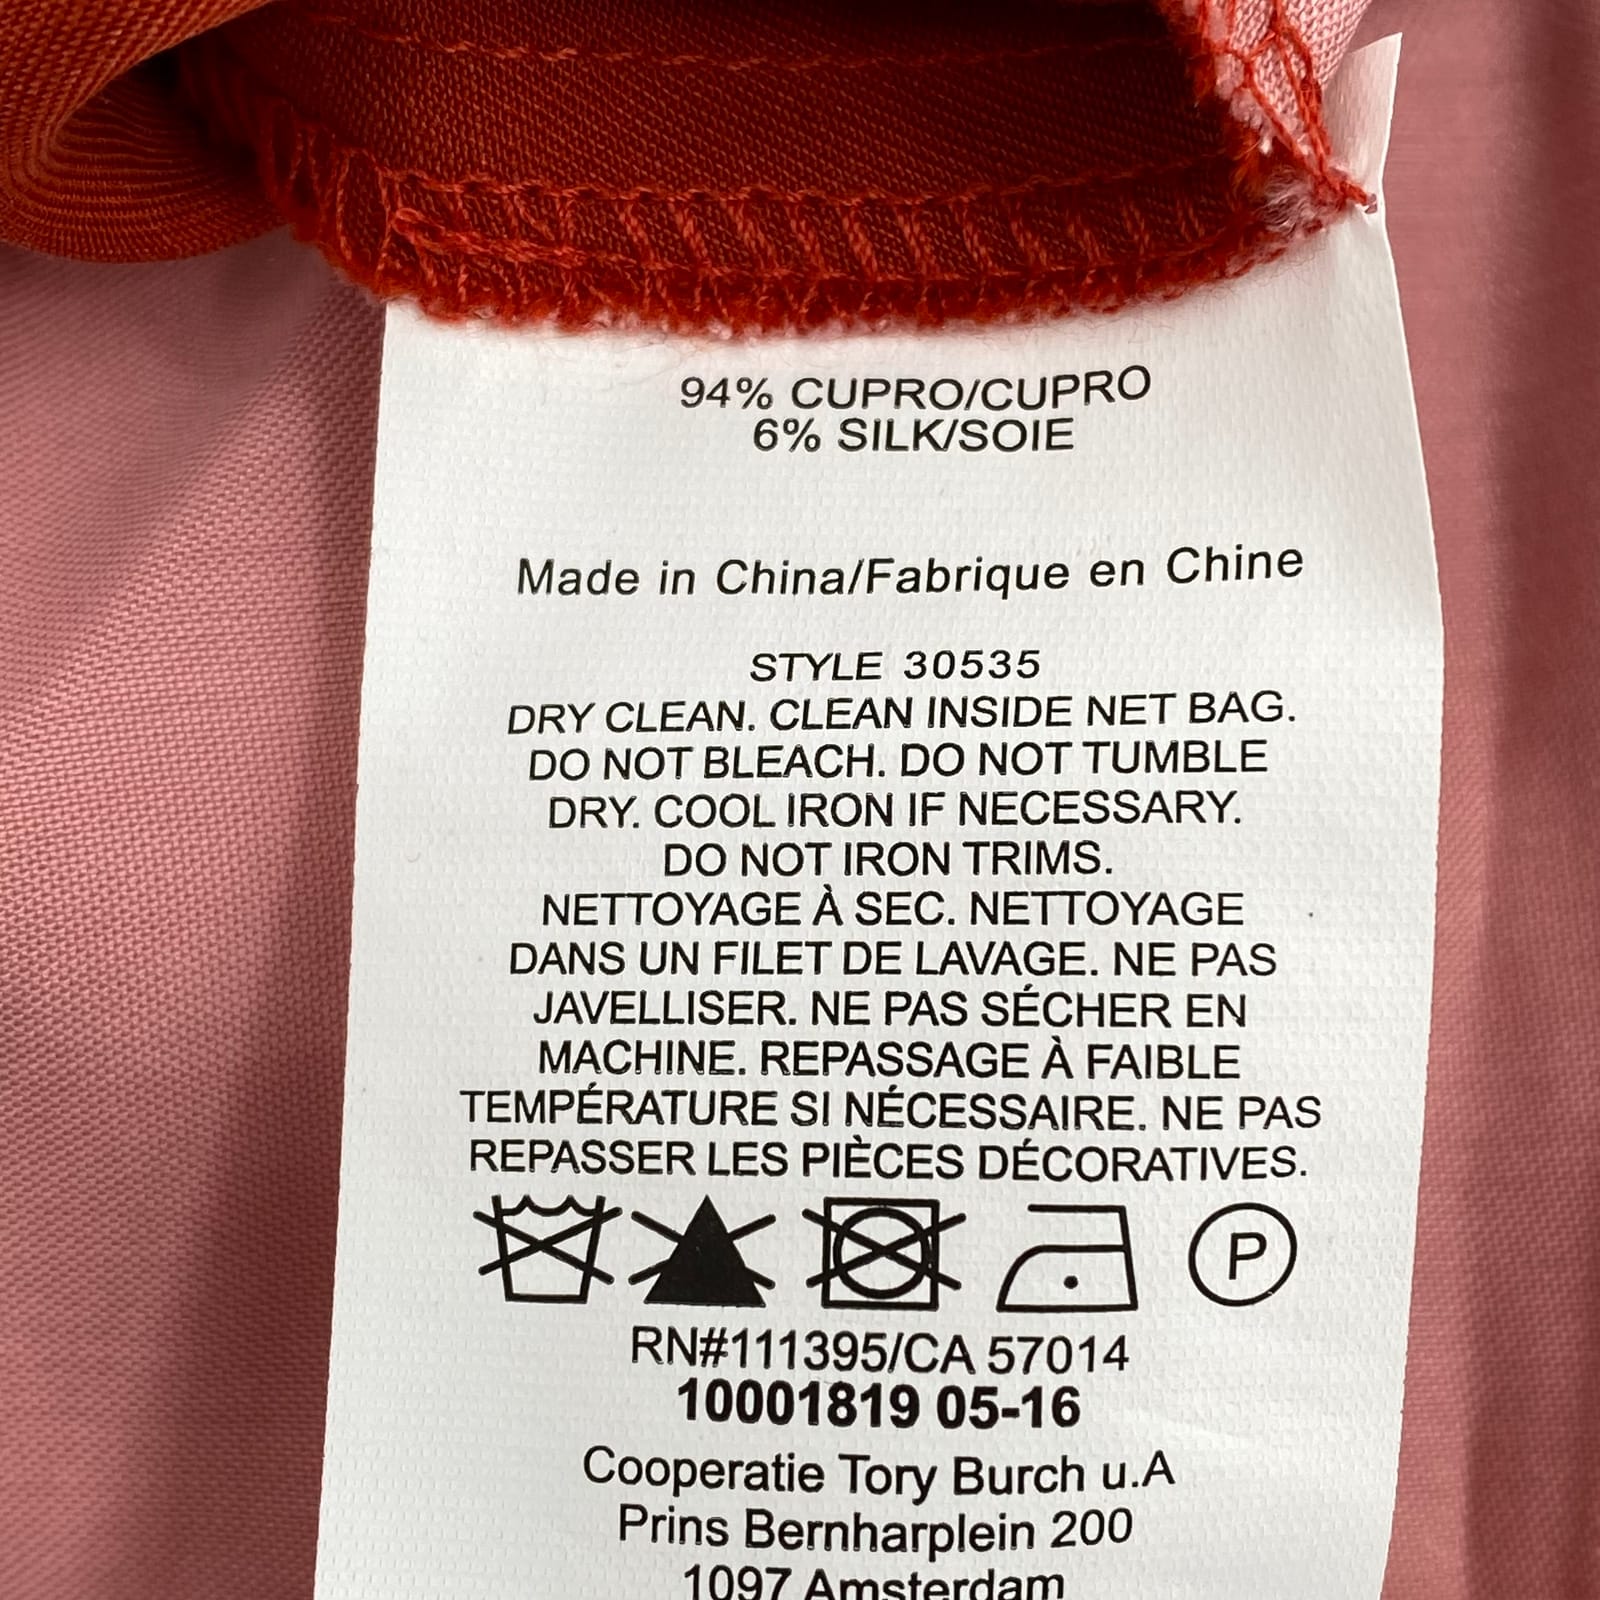 94% CUPRO/CUPRO
6% SILK/SOIE
Made in China/Fabrique en Chine
STYLE 30535
DRY CLEAN. CLEAN INSIDE NET BAG.
DO NOT BLEACH. DO NOT TUMBLE
DRY. COOL IRON IF NECESSARY.
DO NOT IRON TRIMS.
NETTOYAGE À SEC. NETTOYAGE
DANS UN FILET DE LAVAGE. NE PAS
JAVELLISER. NE PAS SÉCHER EN
MACHINE. REPASSAGE À FAIBLE
TEMPÉRATURE SI NÉCESSAIRE. NE PAS
REPASSER LES PIÈCES DÉCORATIVES.
P
RN#111395/CA 57014
10001819 05-16
Cooperatie Tory Burch u.A
Prins Bernharplein 200
1097 Amsterdam